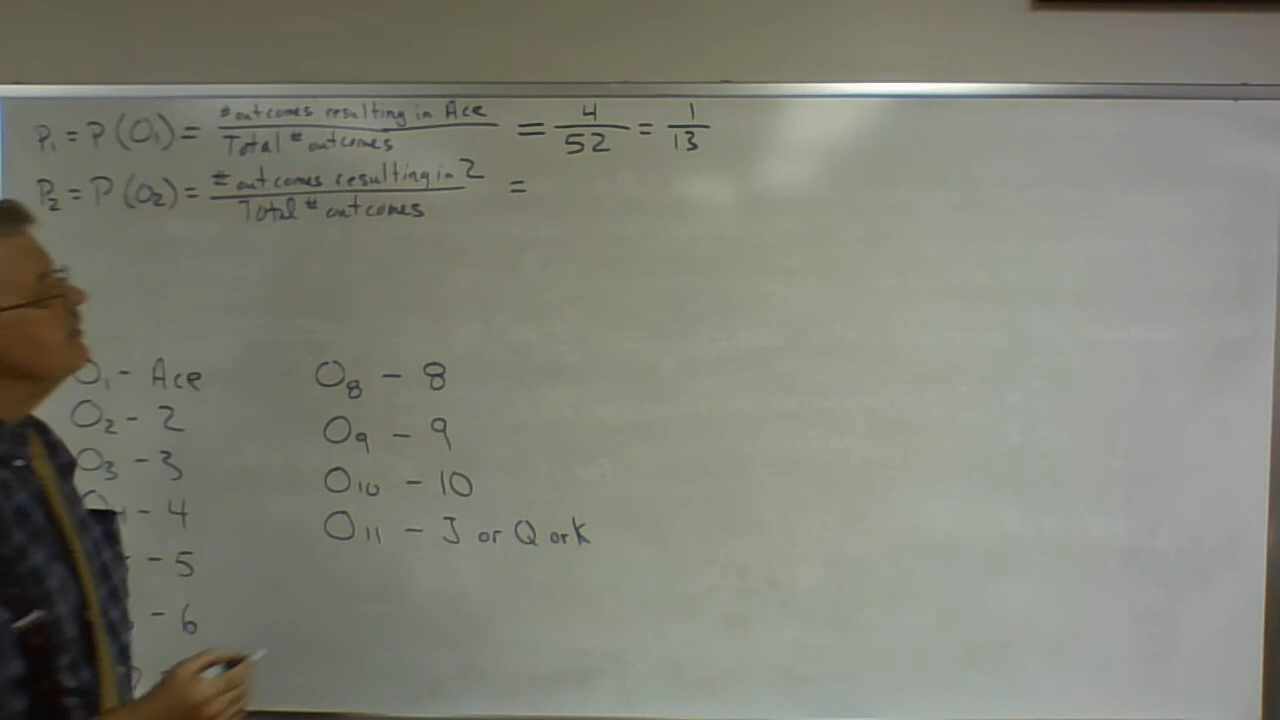 P₁ = P(O₁) = # outcomes resulting in Ace / Total # outcomes = 4/52 = 1/13
P₂ = P(O₂) = # outcomes resulting in 2 / Total # outcomes =
O₁ - Ace
O₂ - 2
O₃ - 3
- 4
- 5
- 6
O₈ - 8
O₉ - 9
O₁₀ - 10
O₁₁ - J or Q or K